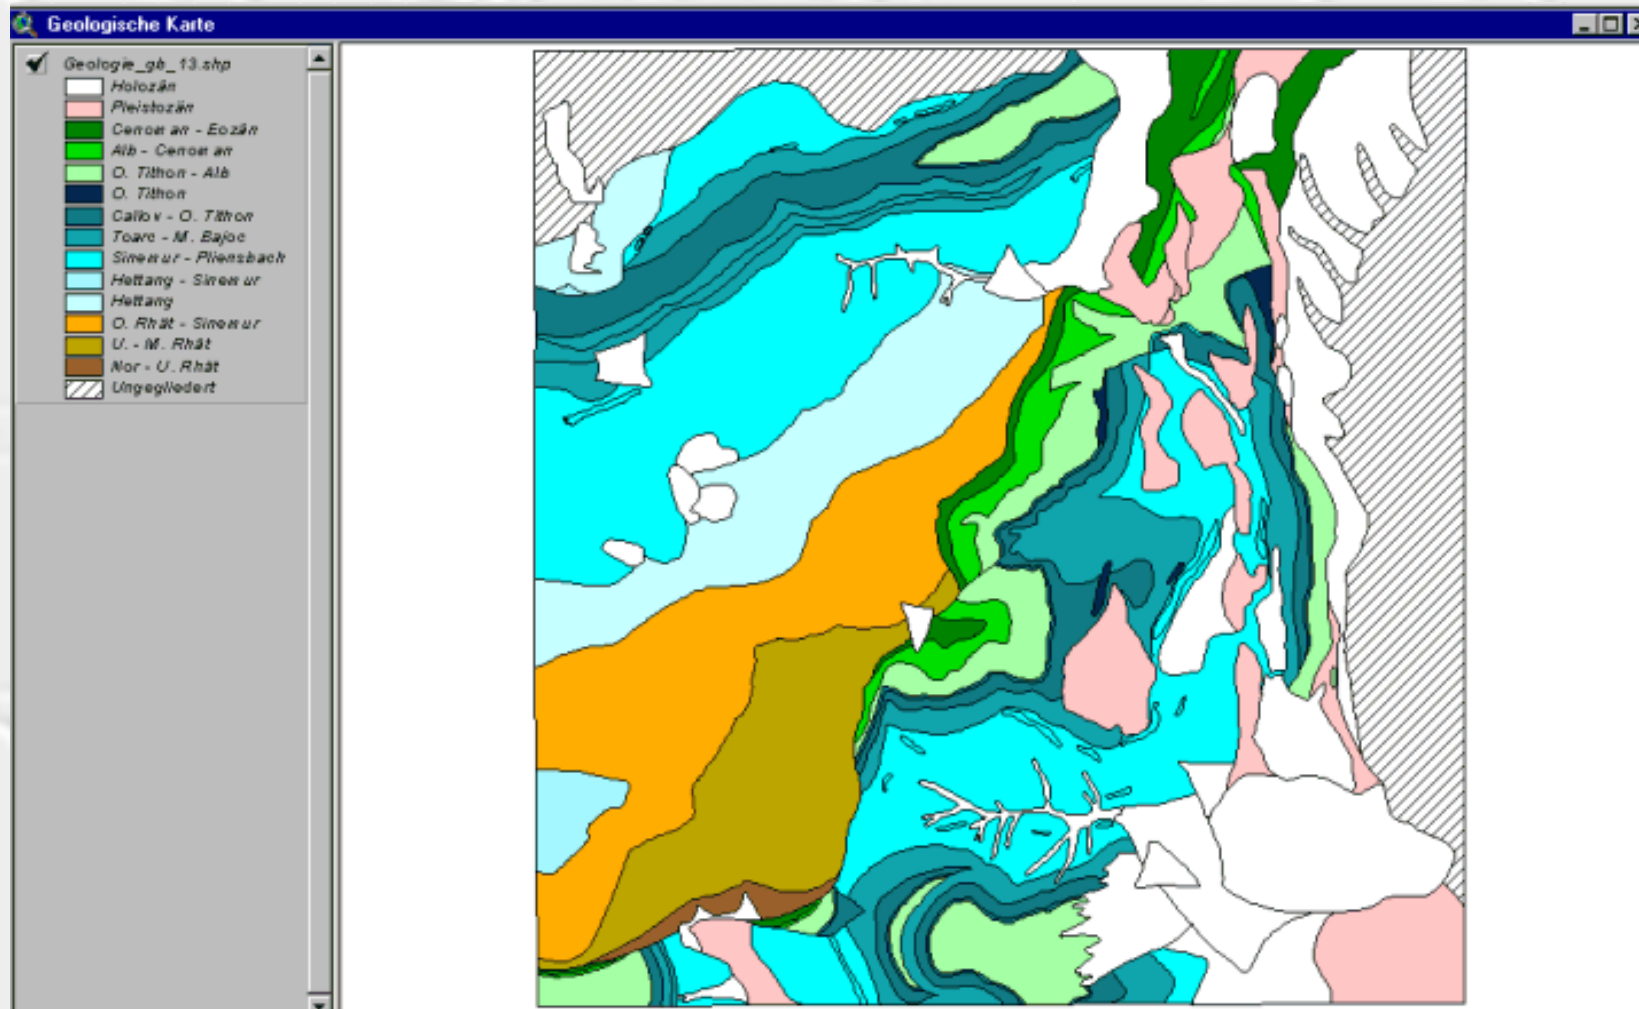 Geologische Karte
Geologie_gb_13.shp
Holozän
Pleistozän
Cenoman - Eozän
Alb - Cenoman
O. Tithon - Alb
O. Tithon
Callov - O. Tithon
Toarc - M. Bajoc
Sinemur - Pliensbach
Hettang - Sinemur
Hettang
O. Rhät - Sinemur
U. - M. Rhät
Nor - U. Rhät
Ungegliedert